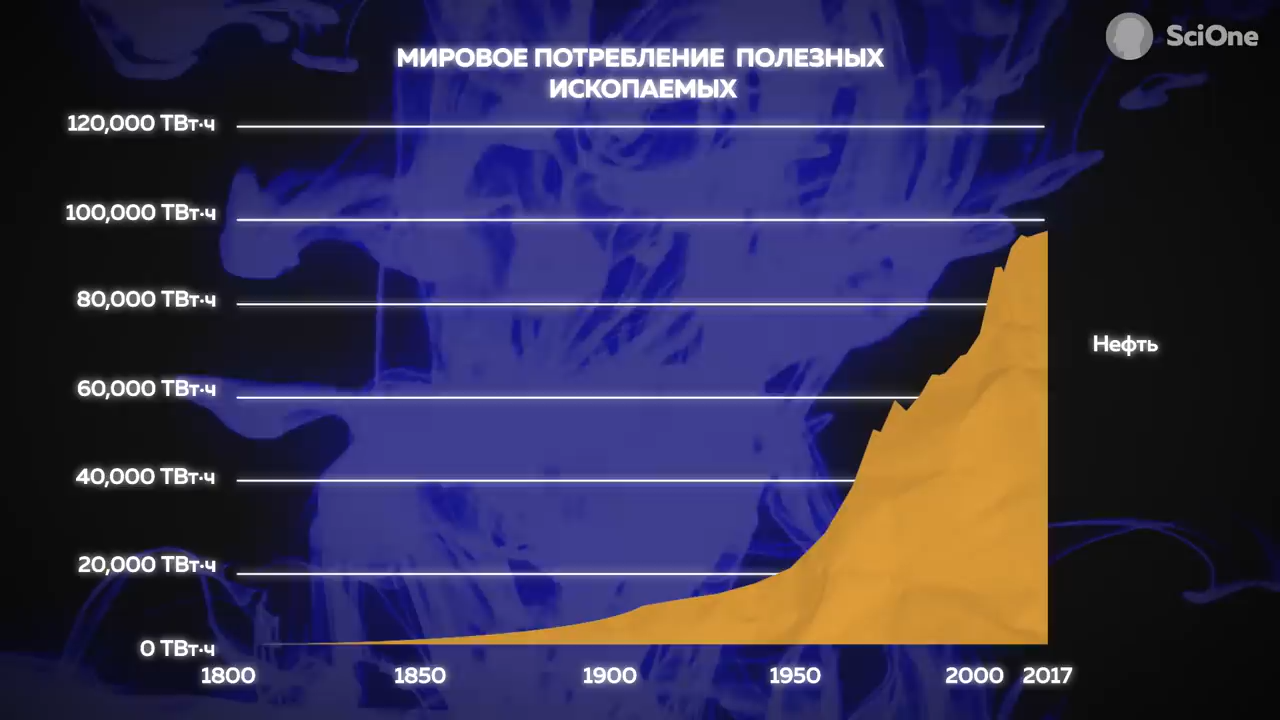 SciOne
МИРОВОЕ ПОТРЕБЛЕНИЕ ПОЛЕЗНЫХ
ИСКОПАЕМЫХ
120,000 ТВт·ч
100,000 ТВт·ч
80,000 ТВт·ч
Нефть
60,000 ТВт·ч
40,000 ТВт·ч
20,000 ТВт·ч
0 ТВт·ч
1800 1850 1900 1950 2000 2017